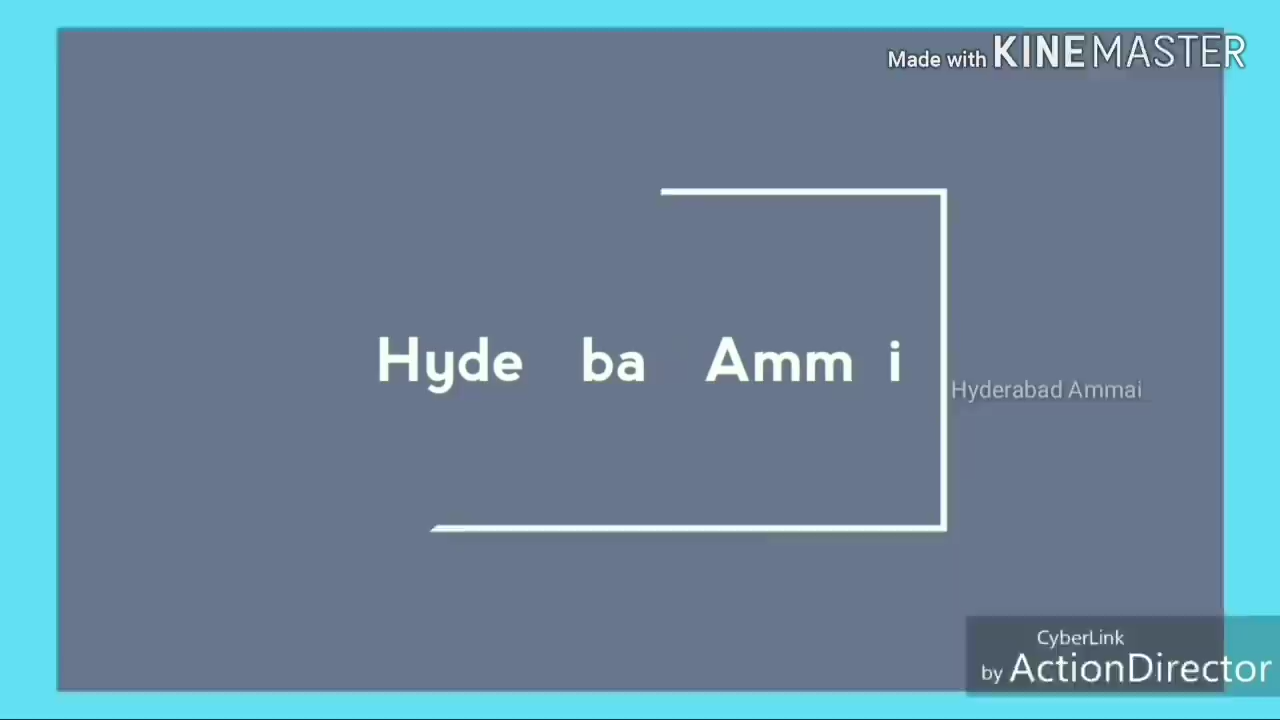 Made with KINEMASTER
Hyde ba Amm i
Hyderabad Ammai
CyberLink
by ActionDirector